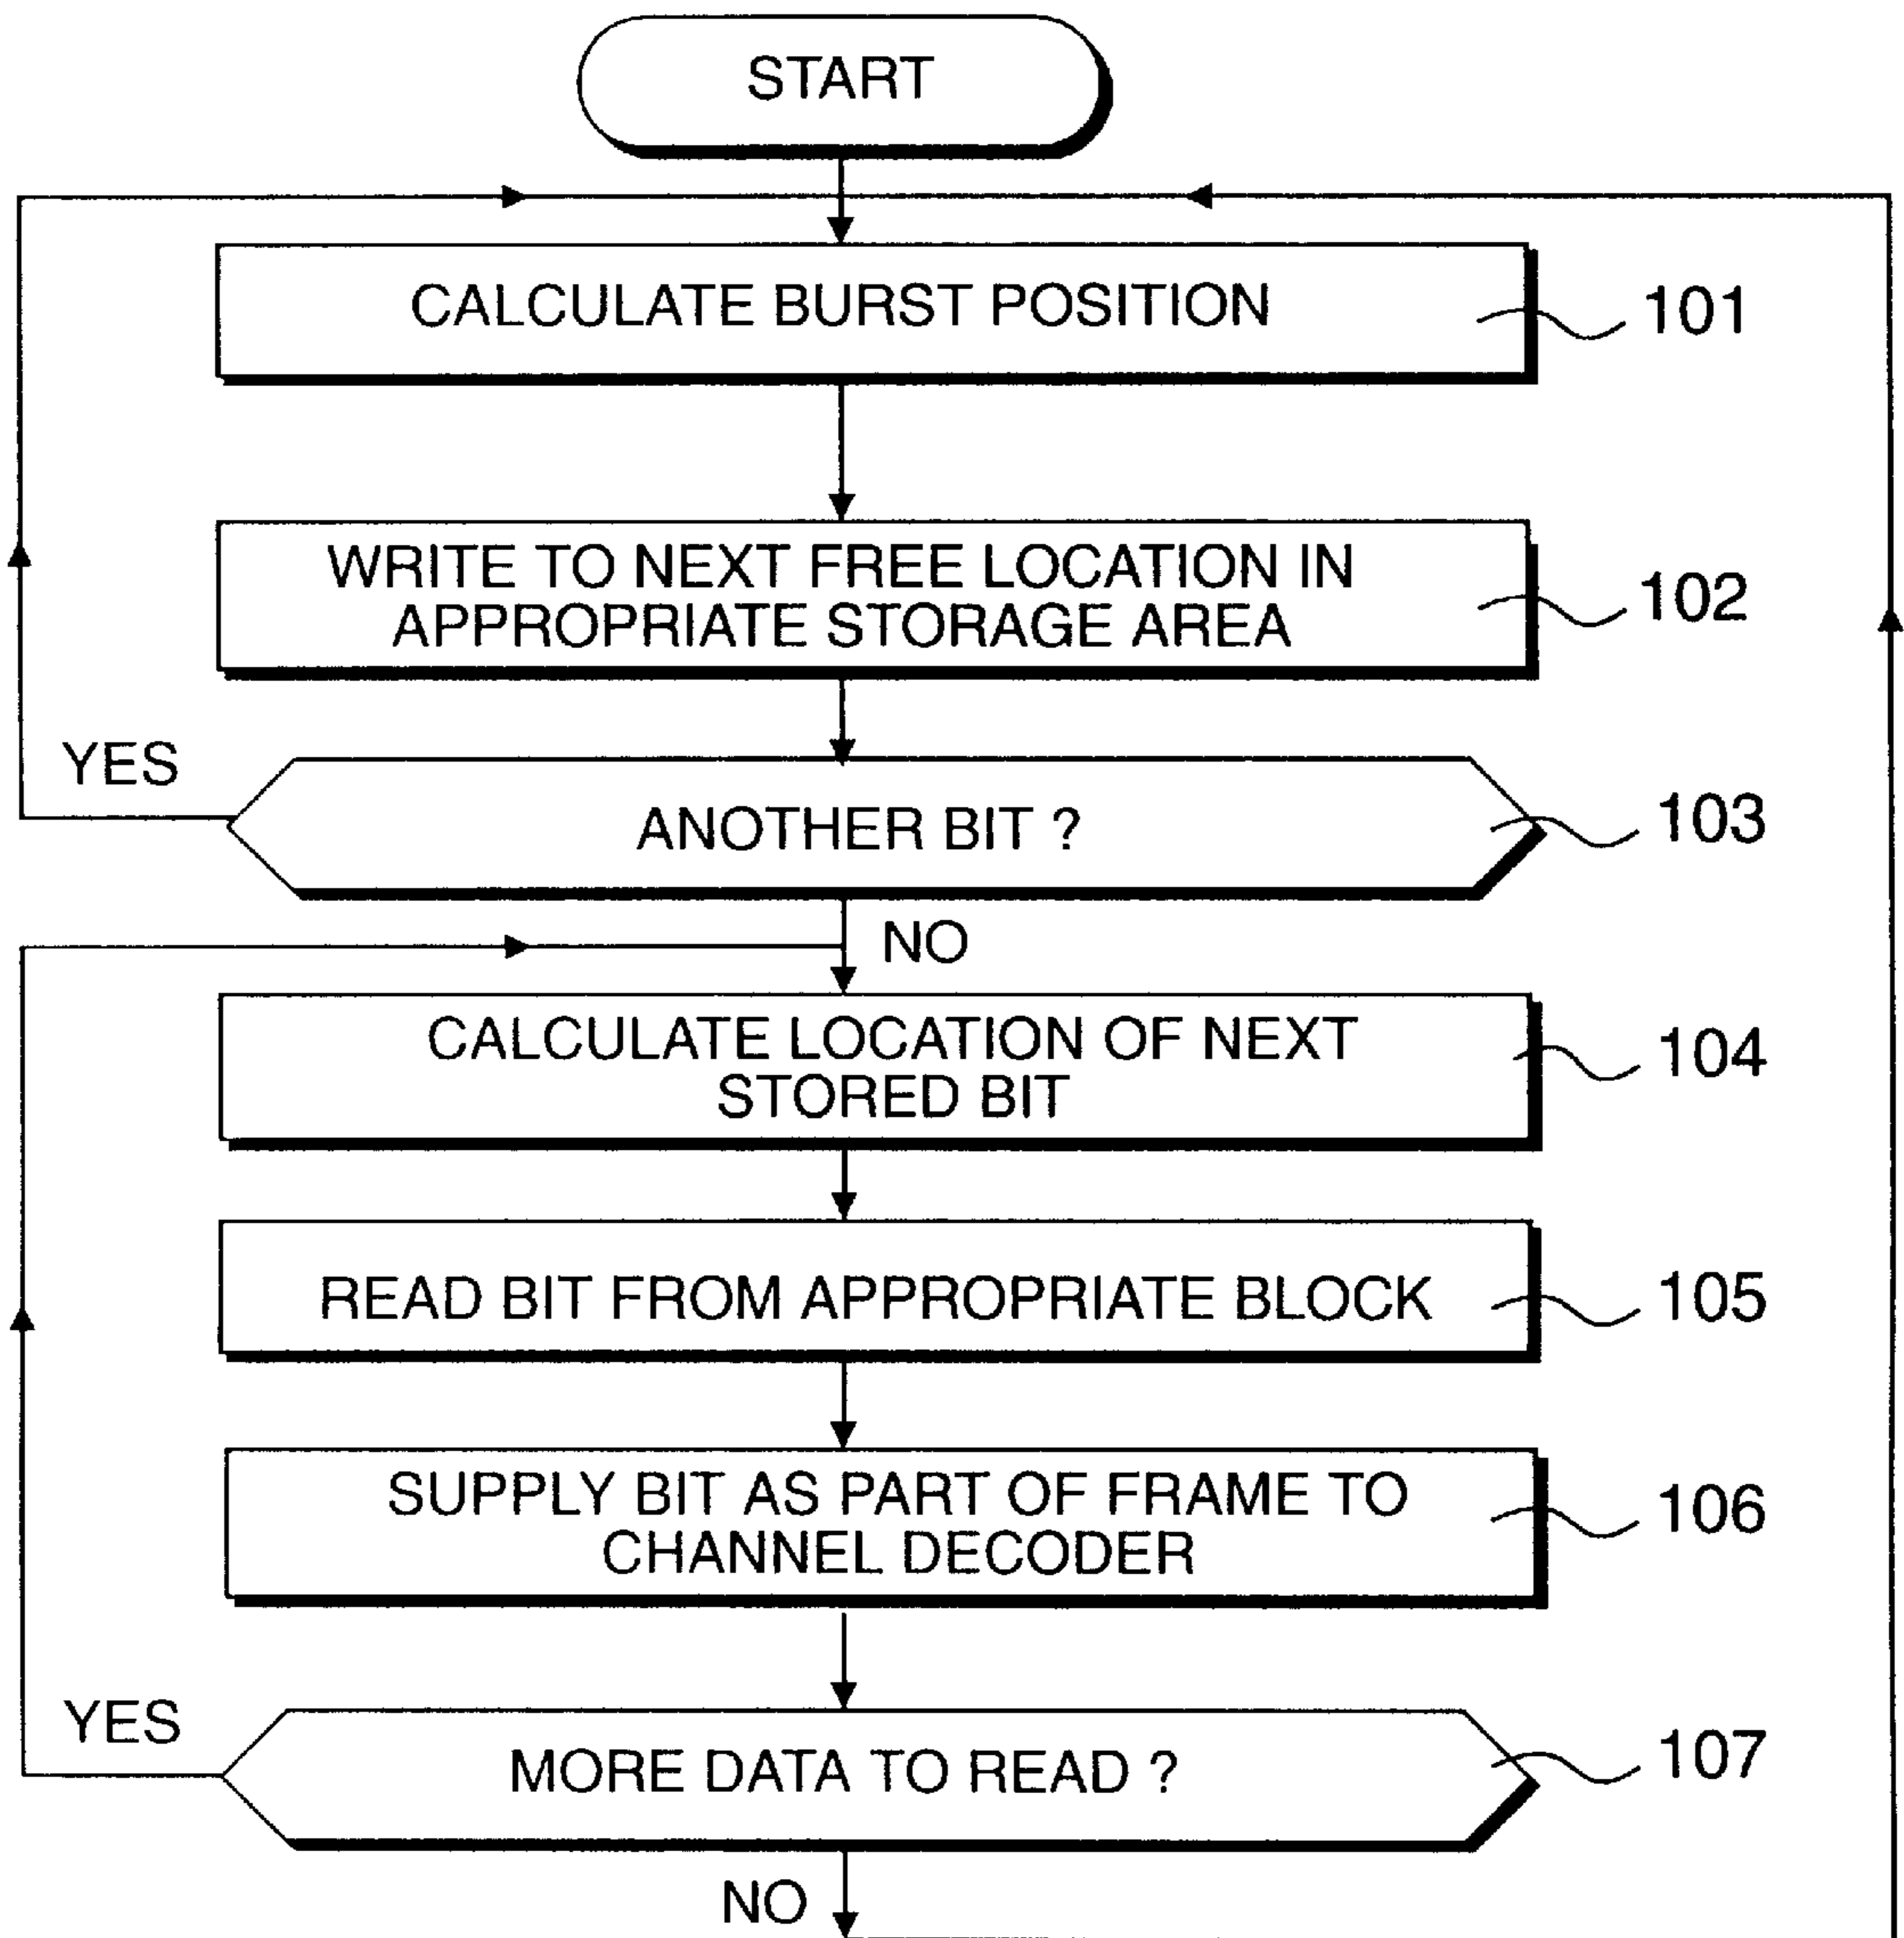 START
CALCULATE BURST POSITION
101
WRITE TO NEXT FREE LOCATION IN
APPROPRIATE STORAGE AREA
102
YES
ANOTHER BIT ?
103
NO
CALCULATE LOCATION OF NEXT
STORED BIT
104
READ BIT FROM APPROPRIATE BLOCK
105
SUPPLY BIT AS PART OF FRAME TO
CHANNEL DECODER
106
YES
MORE DATA TO READ ?
107
NO